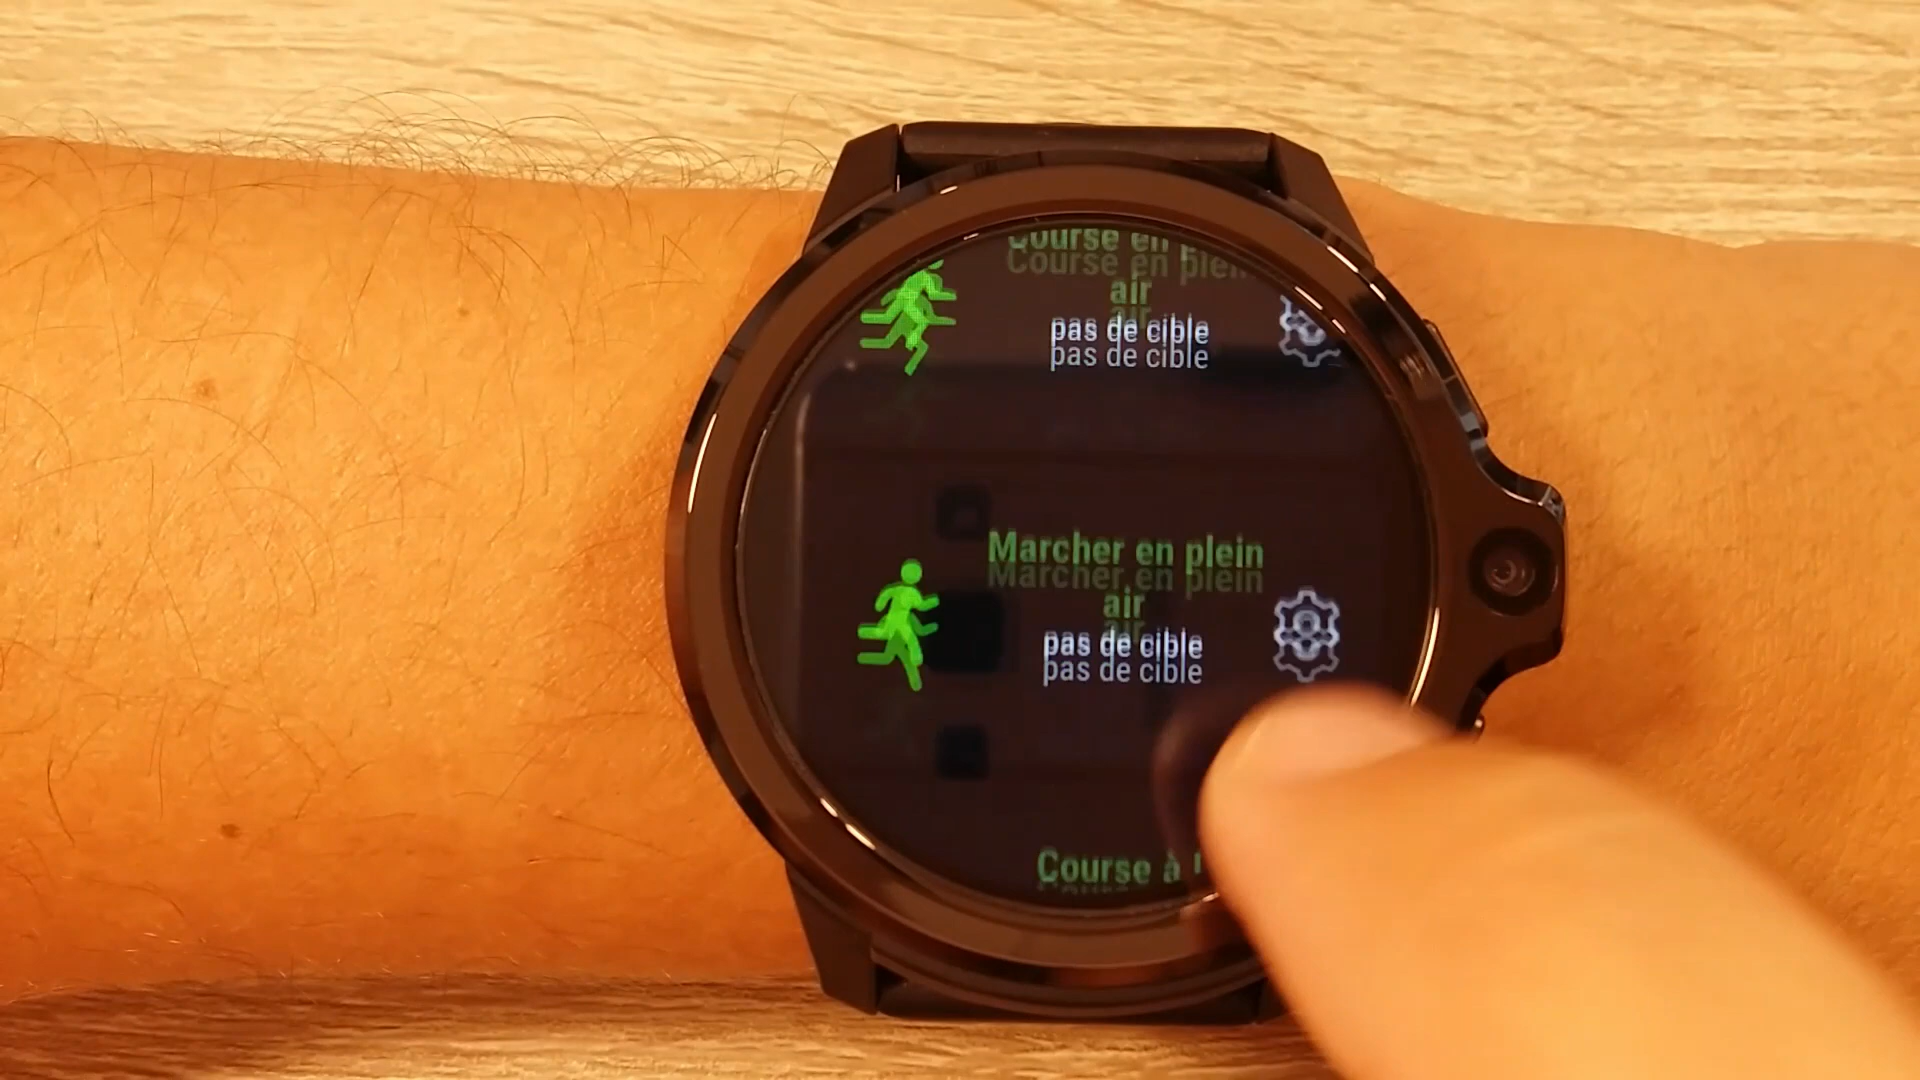 Course en plein
air
pas de cible
Marcher en plein
air
pas de cible
Course à